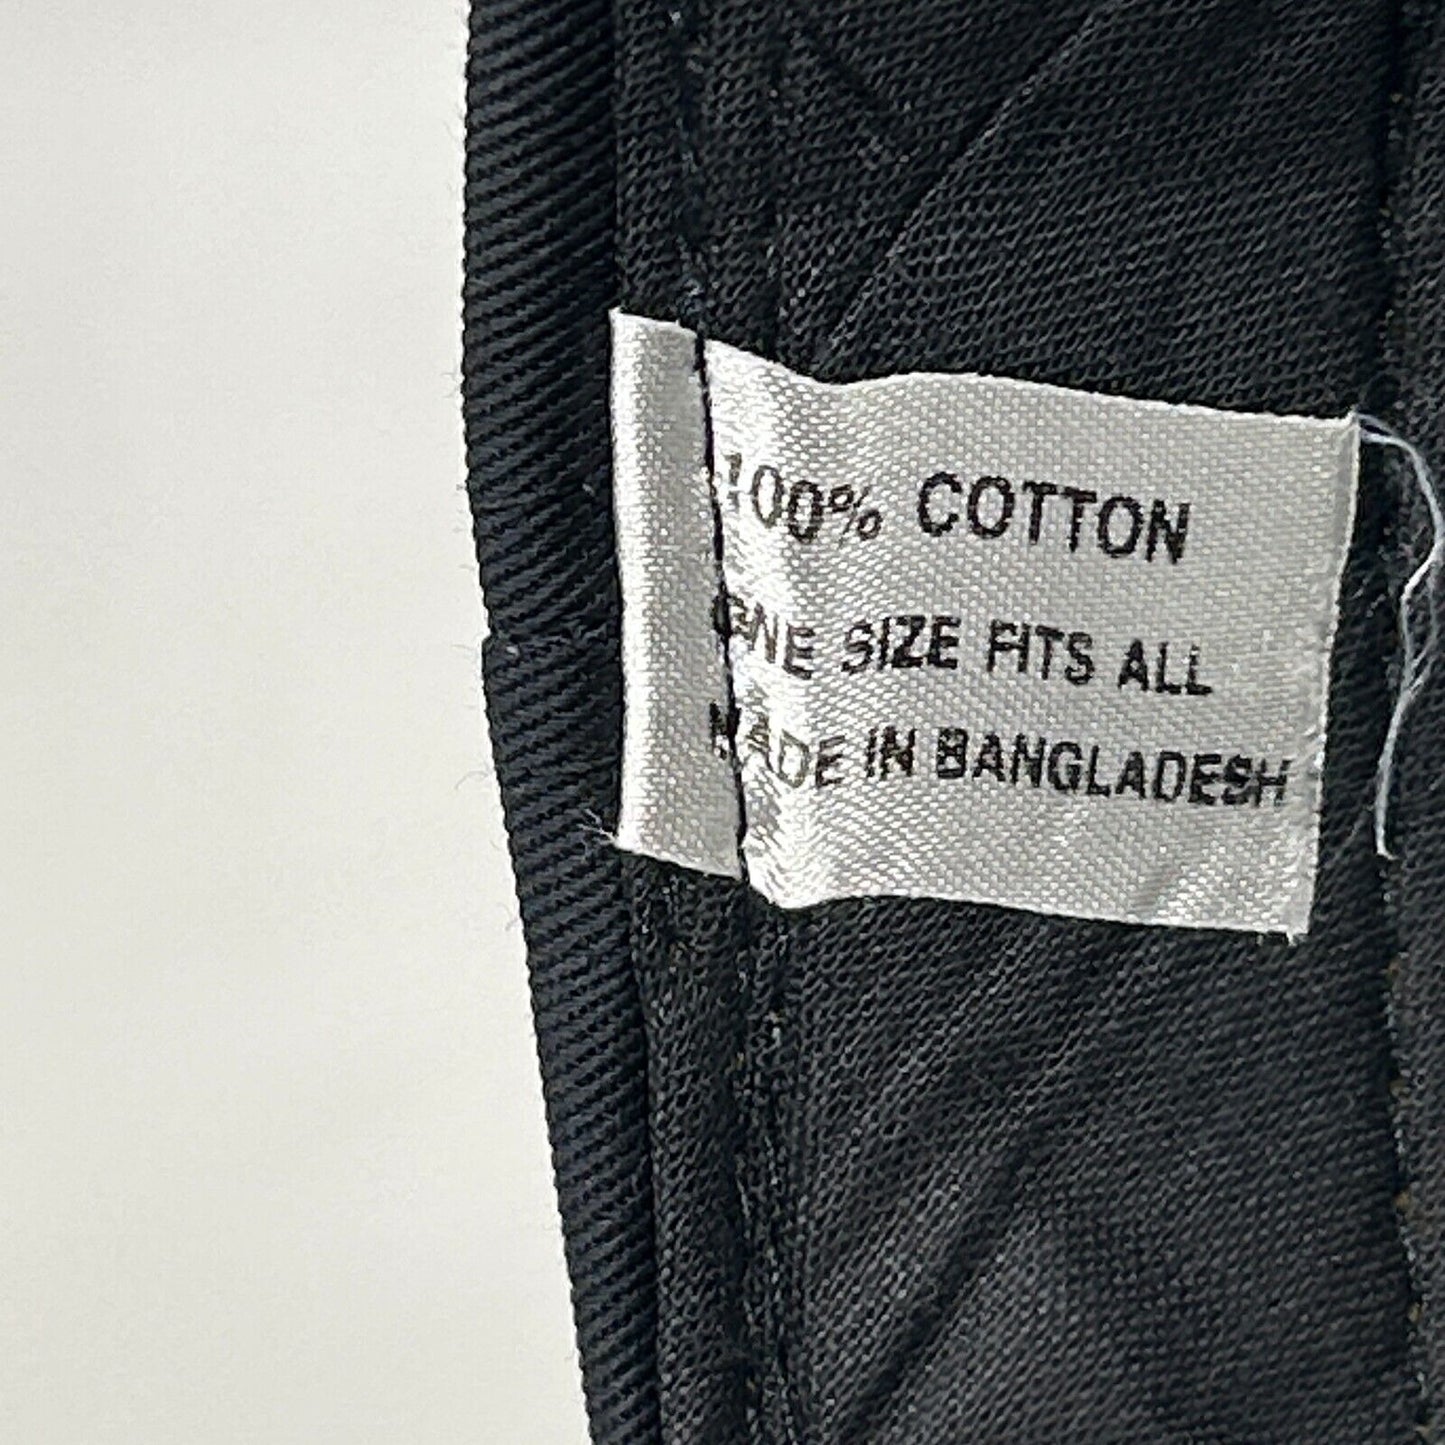 100% COTTON
ONE SIZE FITS ALL
MADE IN BANGLADESH